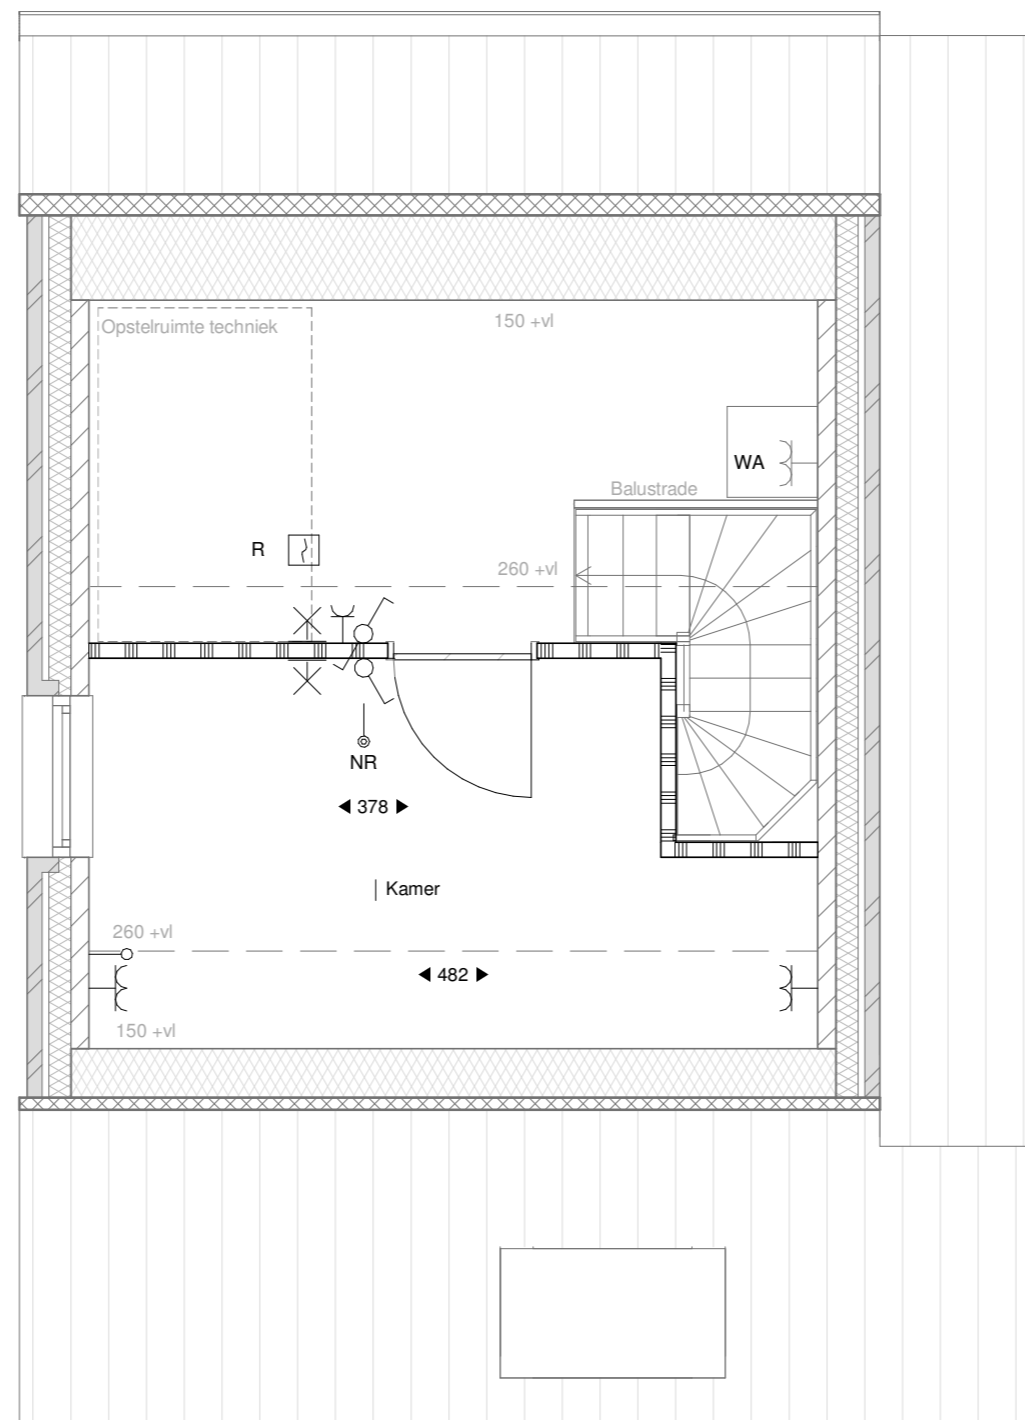 Opstelruimte techniek
150 +vl
WA
Balustrade
R
260 +vl
NR
378
Kamer
260 +vl
482
150 +vl